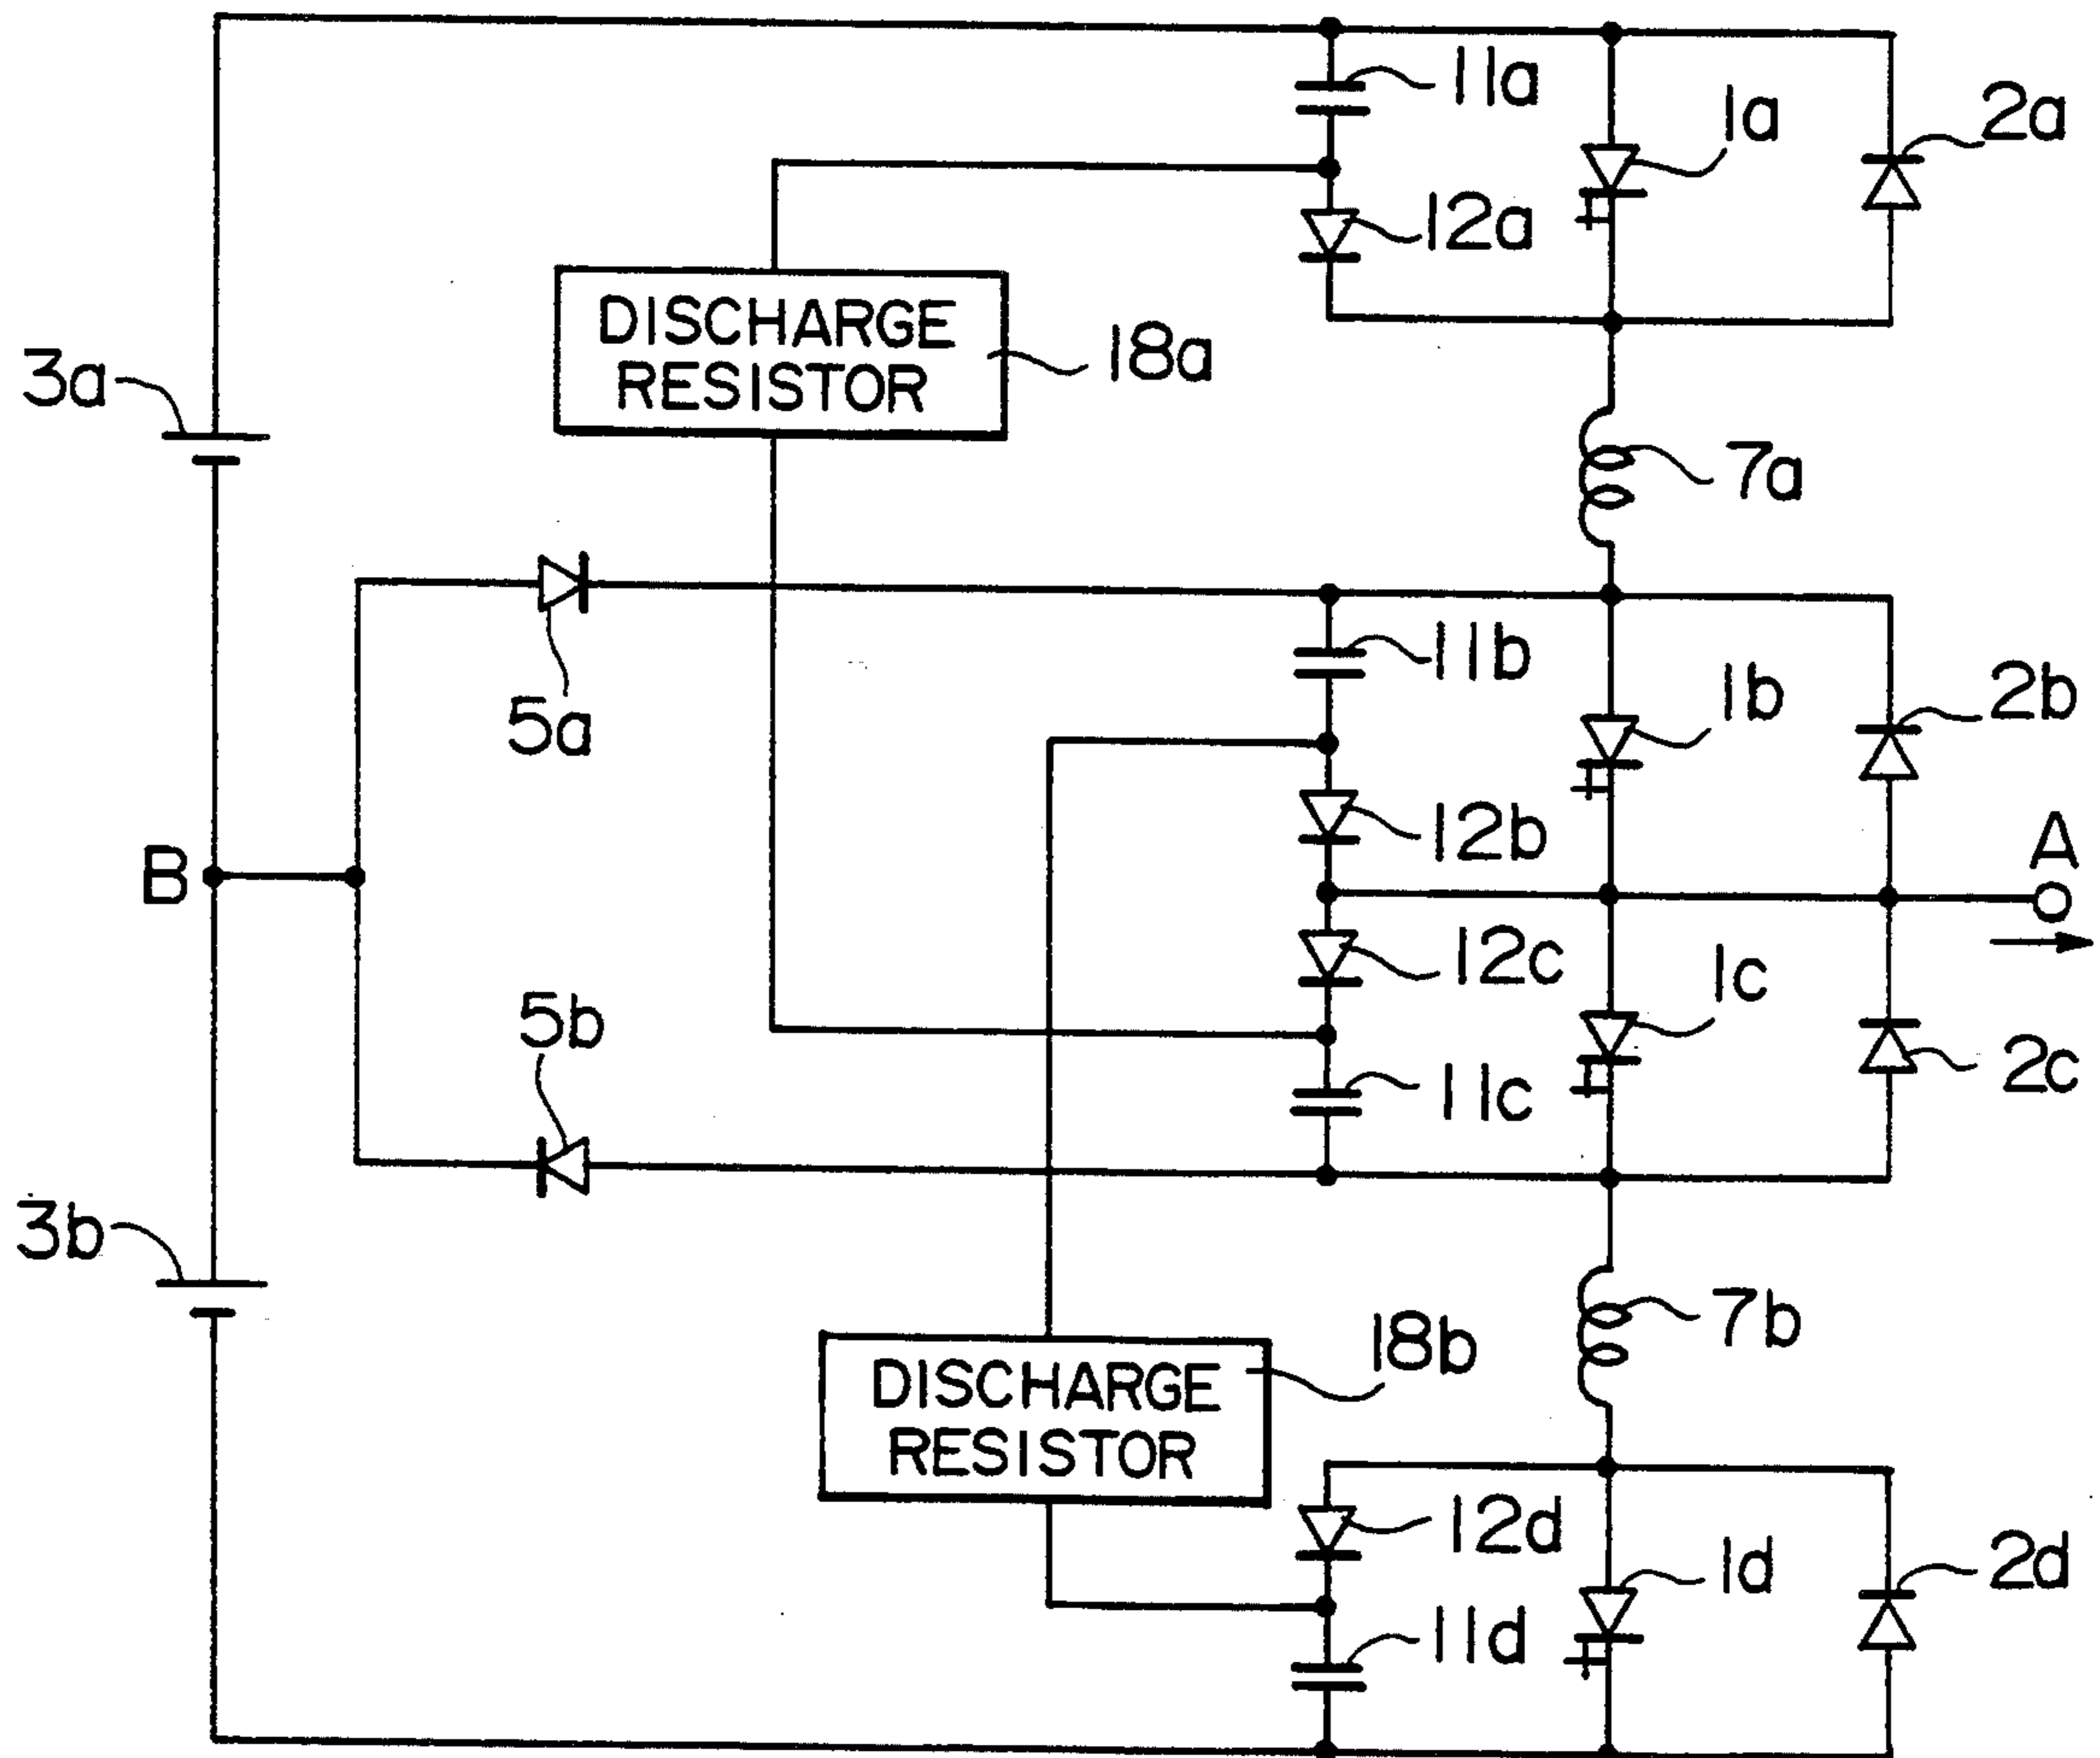 11a
1a
2a
12a
DISCHARGE
RESISTOR
18a
3a
7a
5a
11b
1b
2b
12b
B
A
12c
1c
5b
2c
11c
3b
7b
18b
DISCHARGE
RESISTOR
12d
1d
2d
11d